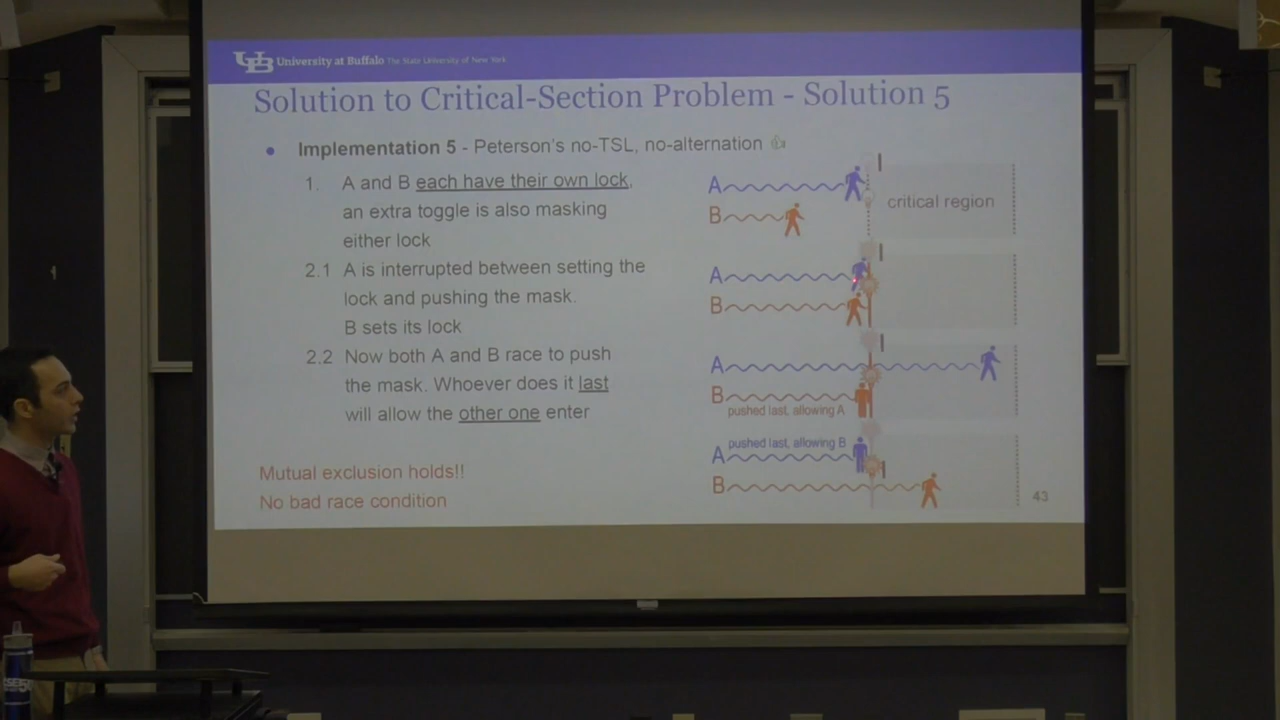 University at Buffalo The State University of New York
Solution to Critical-Section Problem - Solution 5
• Implementation 5 - Peterson's no-TSL, no-alternation
1. A and B each have their own lock,
an extra toggle is also masking
either lock
2.1 A is interrupted between setting the
lock and pushing the mask.
B sets its lock
2.2 Now both A and B race to push
the mask. Whoever does it last
will allow the other one enter
Mutual exclusion holds!!
No bad race condition
A
B
critical region
A
B
A
B
pushed last, allowing A
pushed last, allowing B
A
B
43